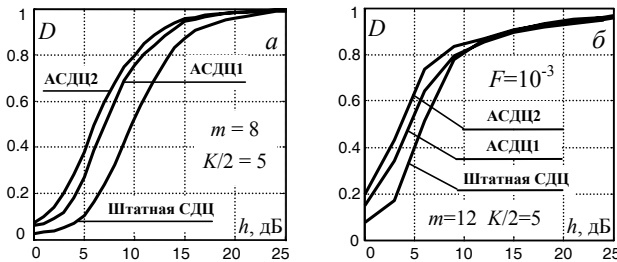 D
а
1
0.8
0.6
0.4
0.2
0
АСДЦ2
АСДЦ1
m = 8
K/2 = 5
Штатная СДЦ
h, дБ
0 5 10 15 20 25
D
б
1
0.8
0.6
0.4
0.2
0
F=10⁻³
АСДЦ2
АСДЦ1
Штатная СДЦ
m=12 K/2=5
h, дБ
0 5 10 15 20 25